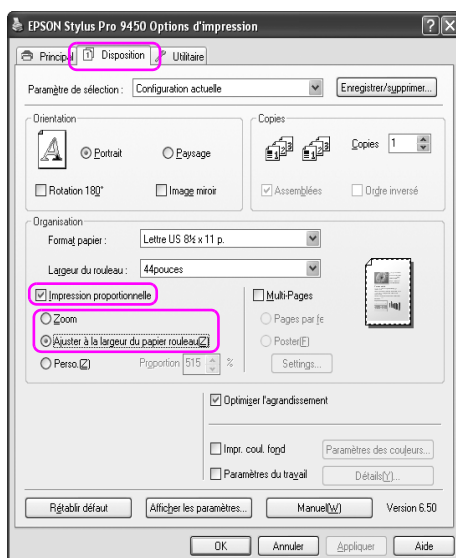 EPSON Stylus Pro 9450 Options d'impression
Principal Disposition Utilitaire
Paramètre de sélection : Configuration actuelle Enregistrer/supprimer...
Orientation
Portrait Paysage
Rotation 180° Image miroir
Copies
Copies 1
Assemblées Ordre inversé
Organisation
Format papier : Lettre US 8½ x 11 p.
Largeur du rouleau : 44pouces
Impression proportionnelle
Zoom
Ajuster à la largeur du papier rouleau(Z)
Perso.(Z) Proportion 515 %
Multi-Pages
Pages par fe
Poster(F)
Settings...
Optimiser l'agrandissement
Impr. coul. fond Paramètres des couleurs...
Paramètres du travail Détails(Y)...
Rétablir défaut Afficher les paramètres... Manuel(W) Version 6.50
OK Annuler Appliquer Aide